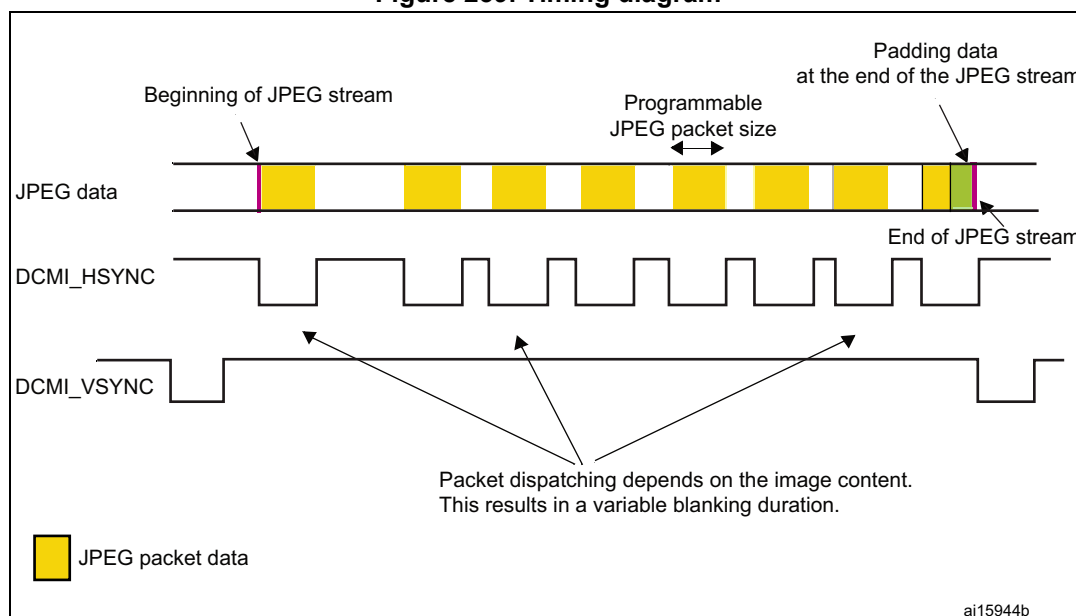 Padding data
at the end of the JPEG stream
Beginning of JPEG stream
Programmable
JPEG packet size
JPEG data
End of JPEG stream
DCMI_HSYNC
DCMI_VSYNC
Packet dispatching depends on the image content.
This results in a variable blanking duration.
JPEG packet data
ai15944b